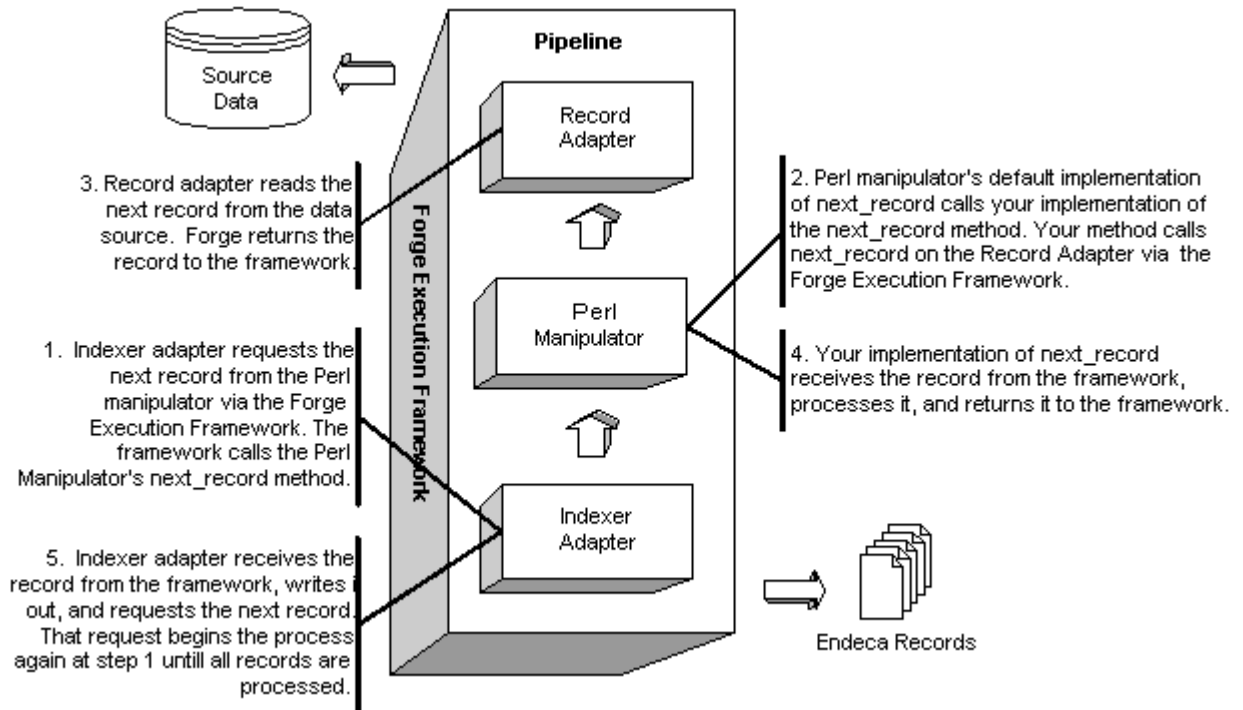 Pipeline
Source
Data
Record
Adapter
3. Record adapter reads the
next record from the data
source. Forge returns the
record to the framework.
2. Perl manipulator's default implementation
of next_record calls your implementation of
the next_record method. Your method calls
next_record on the Record Adapter via the
Forge Execution Framework.
Forge Execution Framework
Perl
Manipulator
1. Indexer adapter requests the
next record from the Perl
manipulator via the Forge
Execution Framework. The
framework calls the Perl
Manipulator's next_record method.
4. Your implementation of next_record
receives the record from the framework,
processes it, and returns it to the framework.
Indexer
Adapter
5. Indexer adapter receives the
record from the framework, writes it
out, and requests the next record.
That request begins the process
again at step 1 untill all records are
processed.
Endeca Records